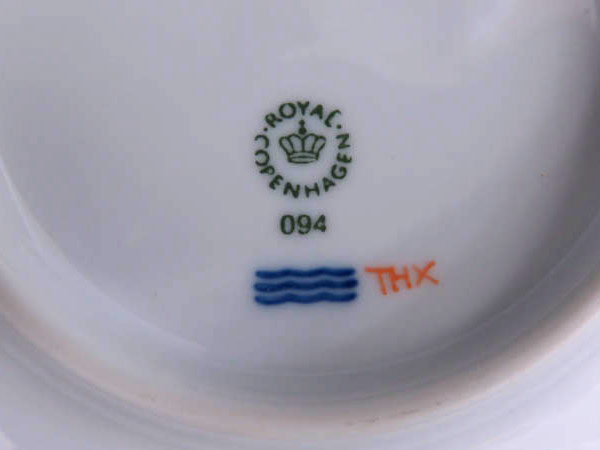 ROYAL
COPENHAGEN
094
THX